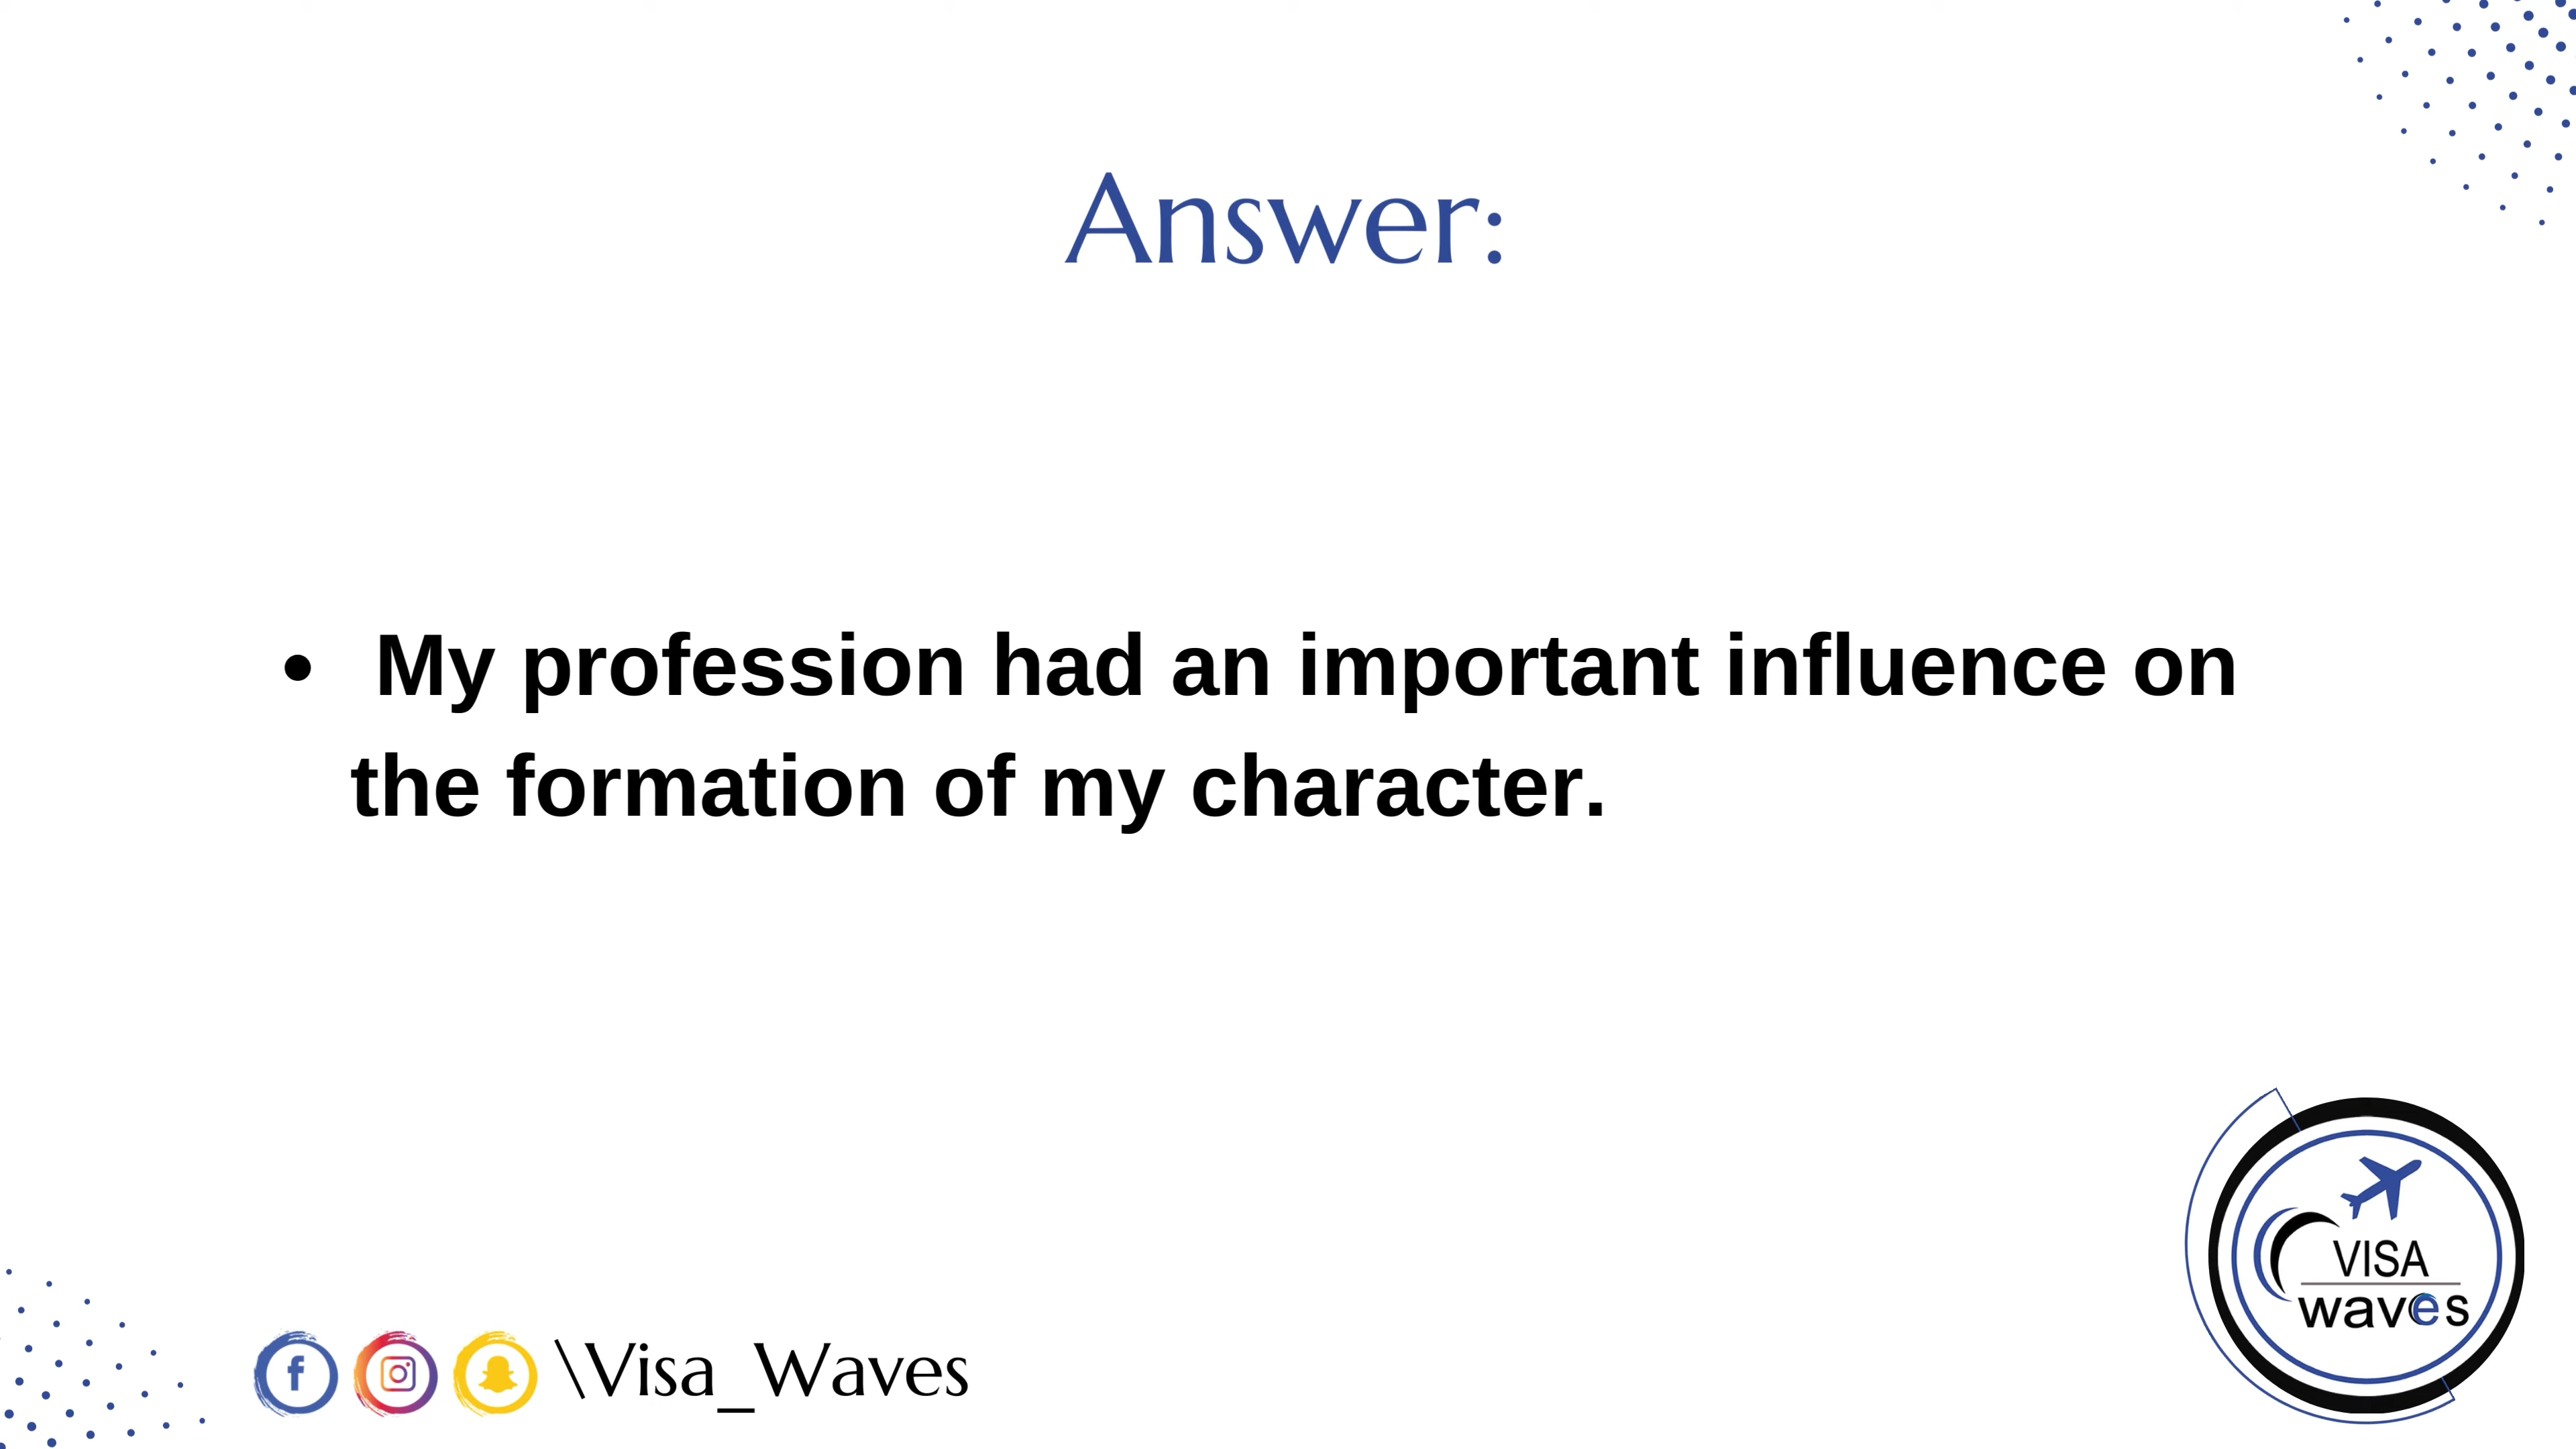 Answer:
• My profession had an important influence on
the formation of my character.
VISA
waves
\Visa_Waves